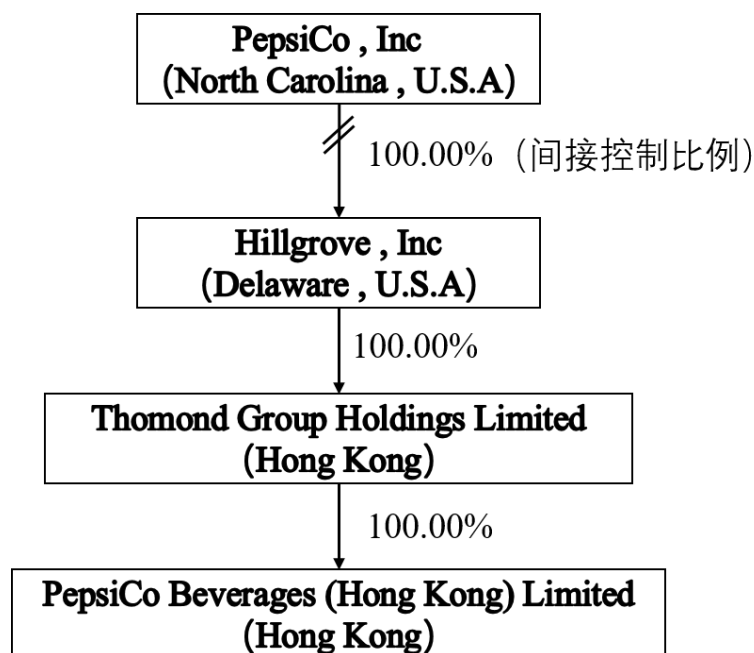 PepsiCo , Inc
(North Carolina , U.S.A)
100.00%（间接控制比例）
Hillgrove , Inc
(Delaware , U.S.A)
100.00%
Thomond Group Holdings Limited
(Hong Kong)
100.00%
PepsiCo Beverages (Hong Kong) Limited
(Hong Kong)